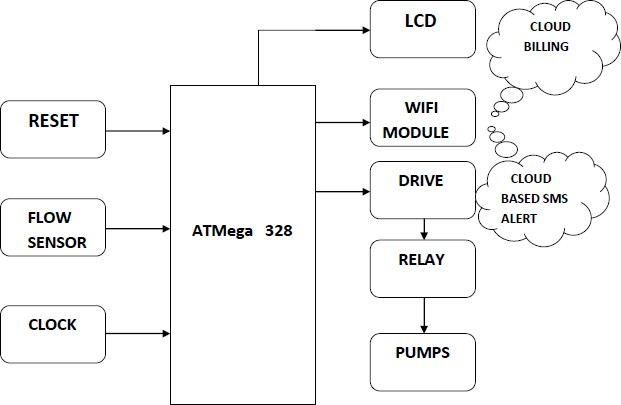 LCD
CLOUD
BILLING
RESET
WIFI
MODULE
FLOW
SENSOR
ATMega 328
DRIVE
CLOUD
BASED SMS
ALERT
RELAY
CLOCK
PUMPS